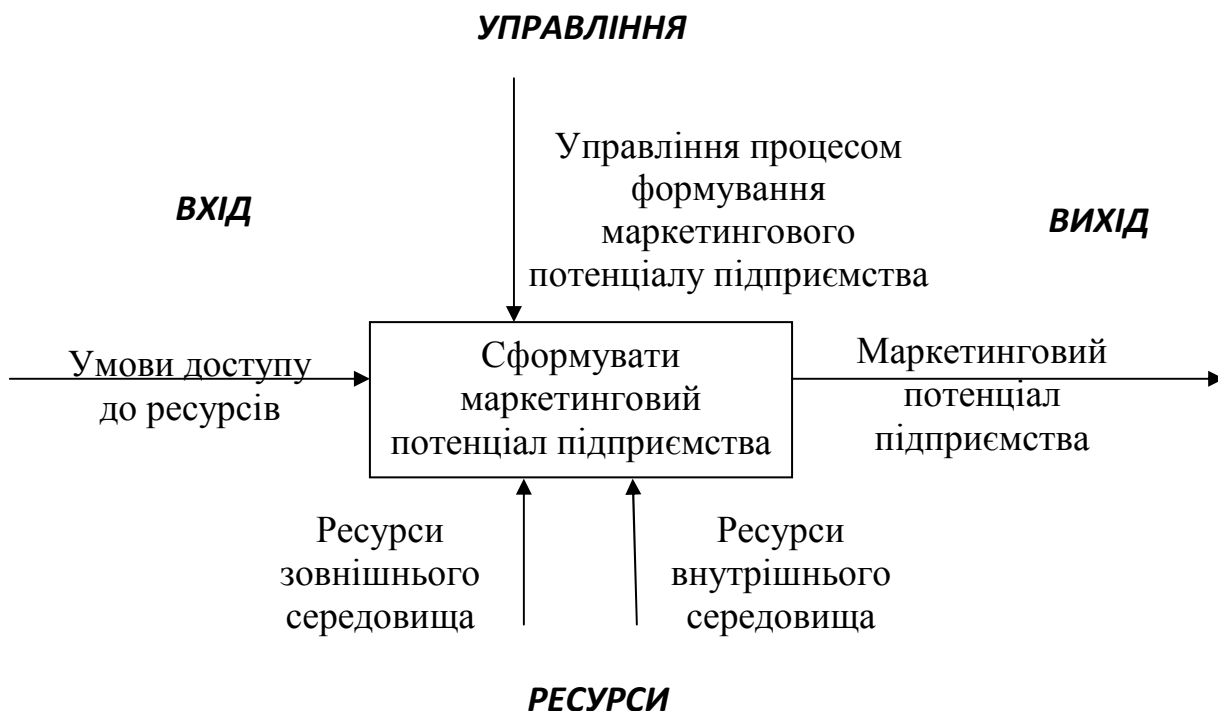 УПРАВЛІННЯ
Управління процесом
формування
маркетингового
потенціалу підприємства
ВХІД
ВИХІД
Умови доступу
до ресурсів
Сформувати
маркетинговий
потенціал підприємства
Маркетинговий
потенціал
підприємства
Ресурси
зовнішнього
середовища
Ресурси
внутрішнього
середовища
РЕСУРСИ